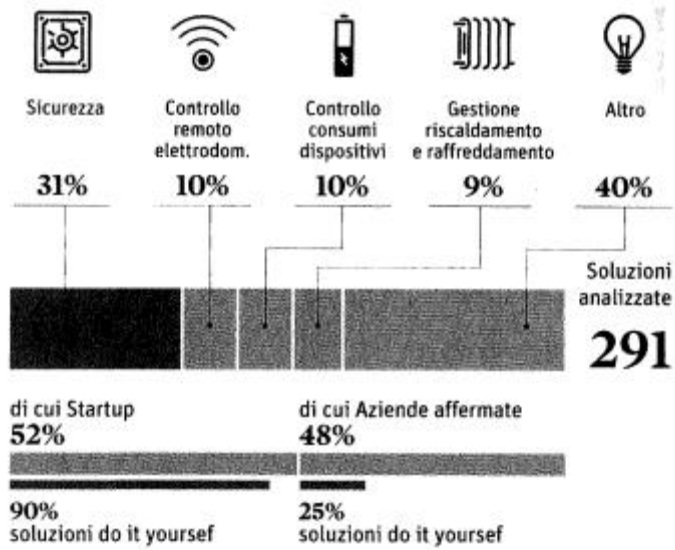 Sicurezza
31%
Controllo
remoto
elettrodom.
10%
Controllo
consumi
dispositivi
10%
Gestione
riscaldamento
e raffreddamento
9%
Altro
40%
Soluzioni
analizzate
291
di cui Startup
52%
di cui Aziende affermate
48%
90%
soluzioni do it yoursef
25%
soluzioni do it yoursef